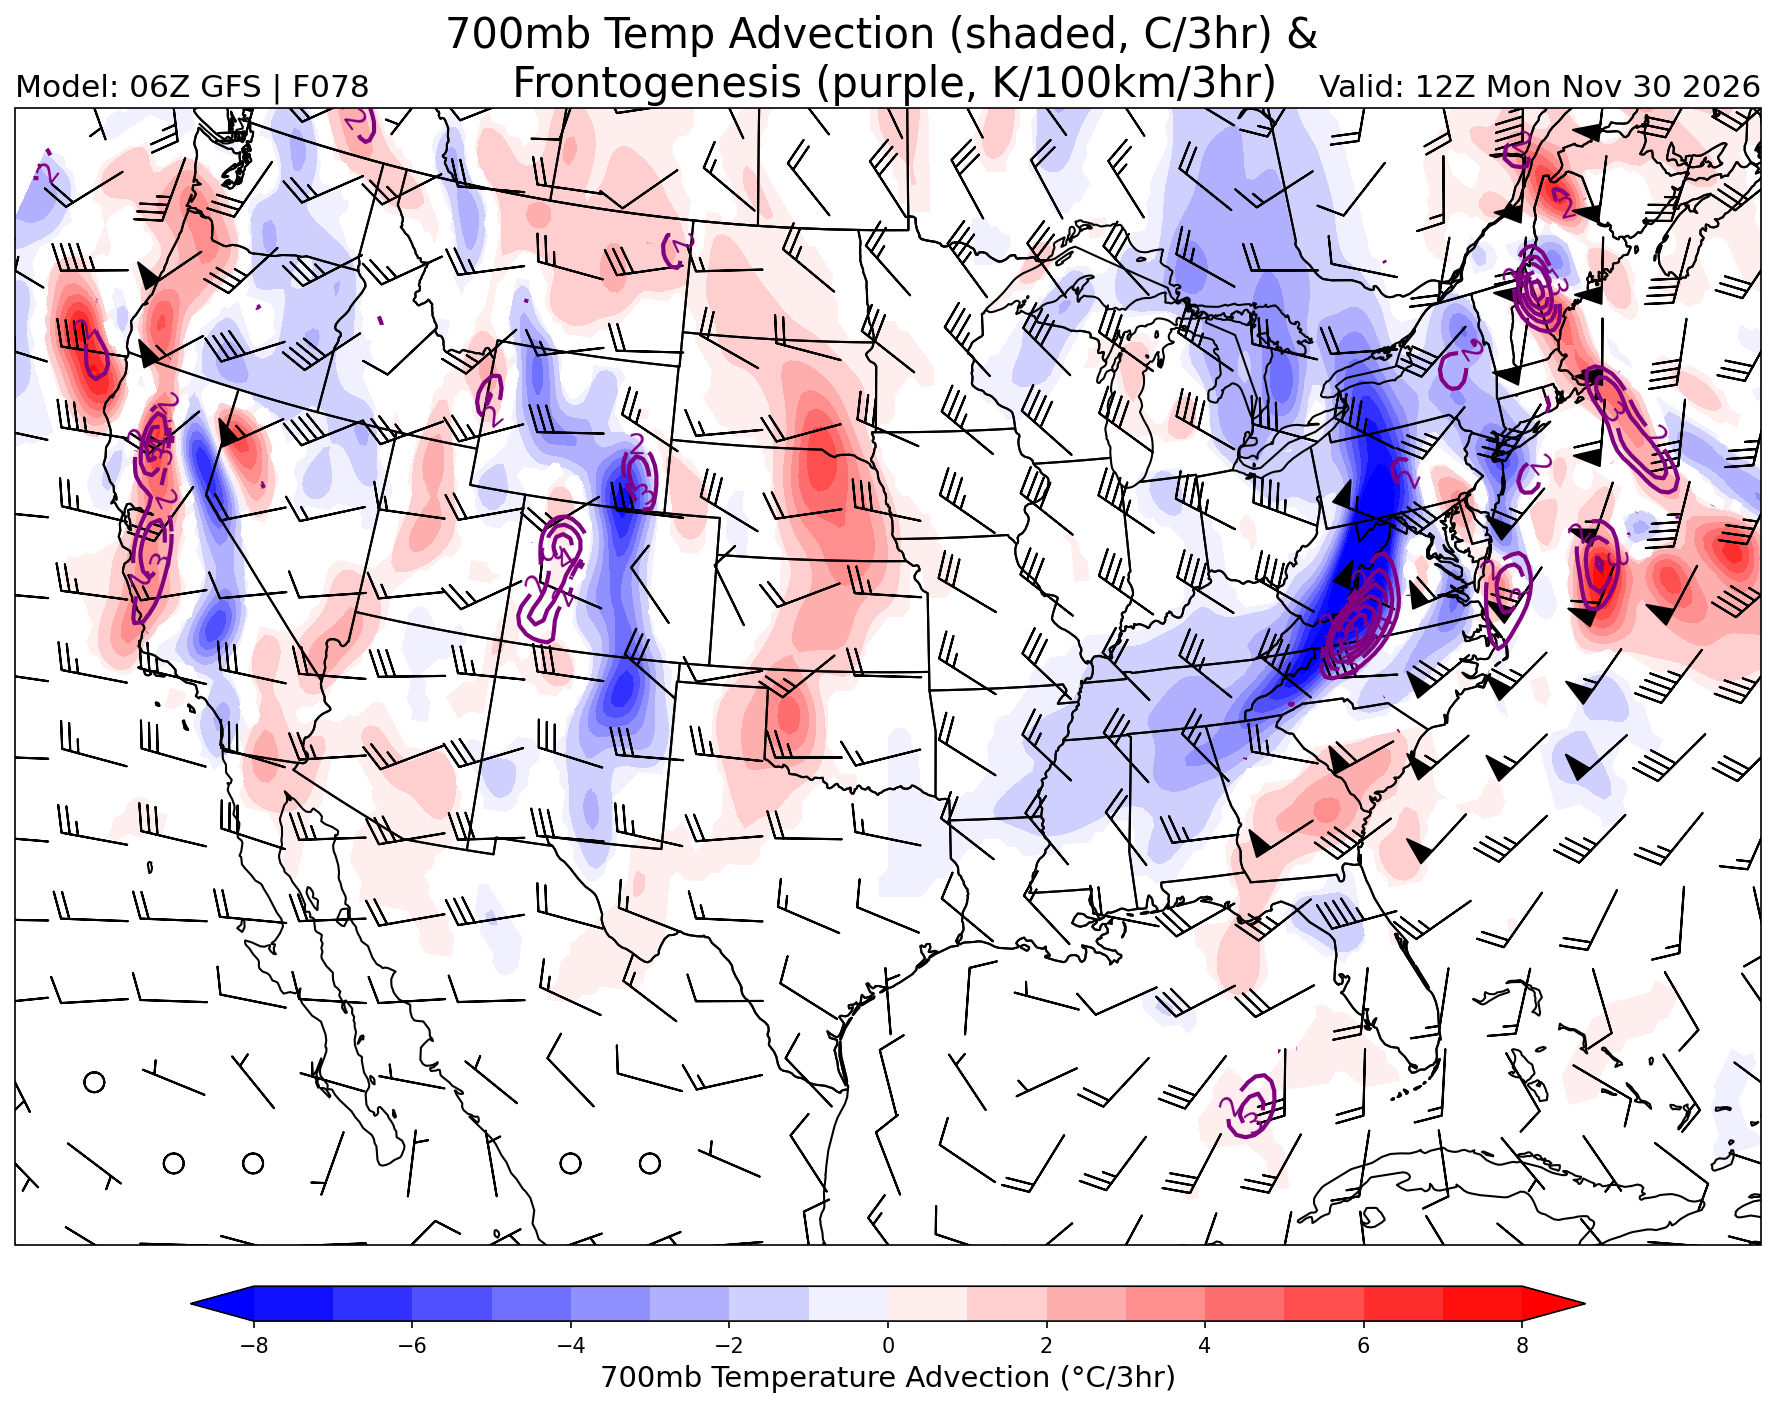 700mb Temp Advection (shaded, C/3hr) &
Model: 06Z GFS | F078 Frontogenesis (purple, K/100km/3hr) Valid: 12Z Mon Nov 30 2026
−8 −6 −4 −2 0 2 4 6 8
700mb Temperature Advection (°C/3hr)